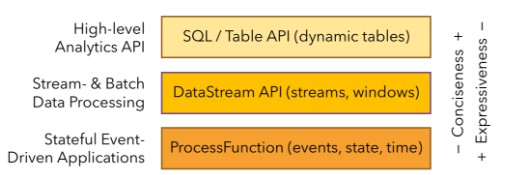 High-level
Analytics API
SQL / Table API (dynamic tables)
Stream- & Batch
Data Processing
DataStream API (streams, windows)
Stateful Event-
Driven Applications
ProcessFunction (events, state, time)
− Conciseness +
+ Expressiveness −